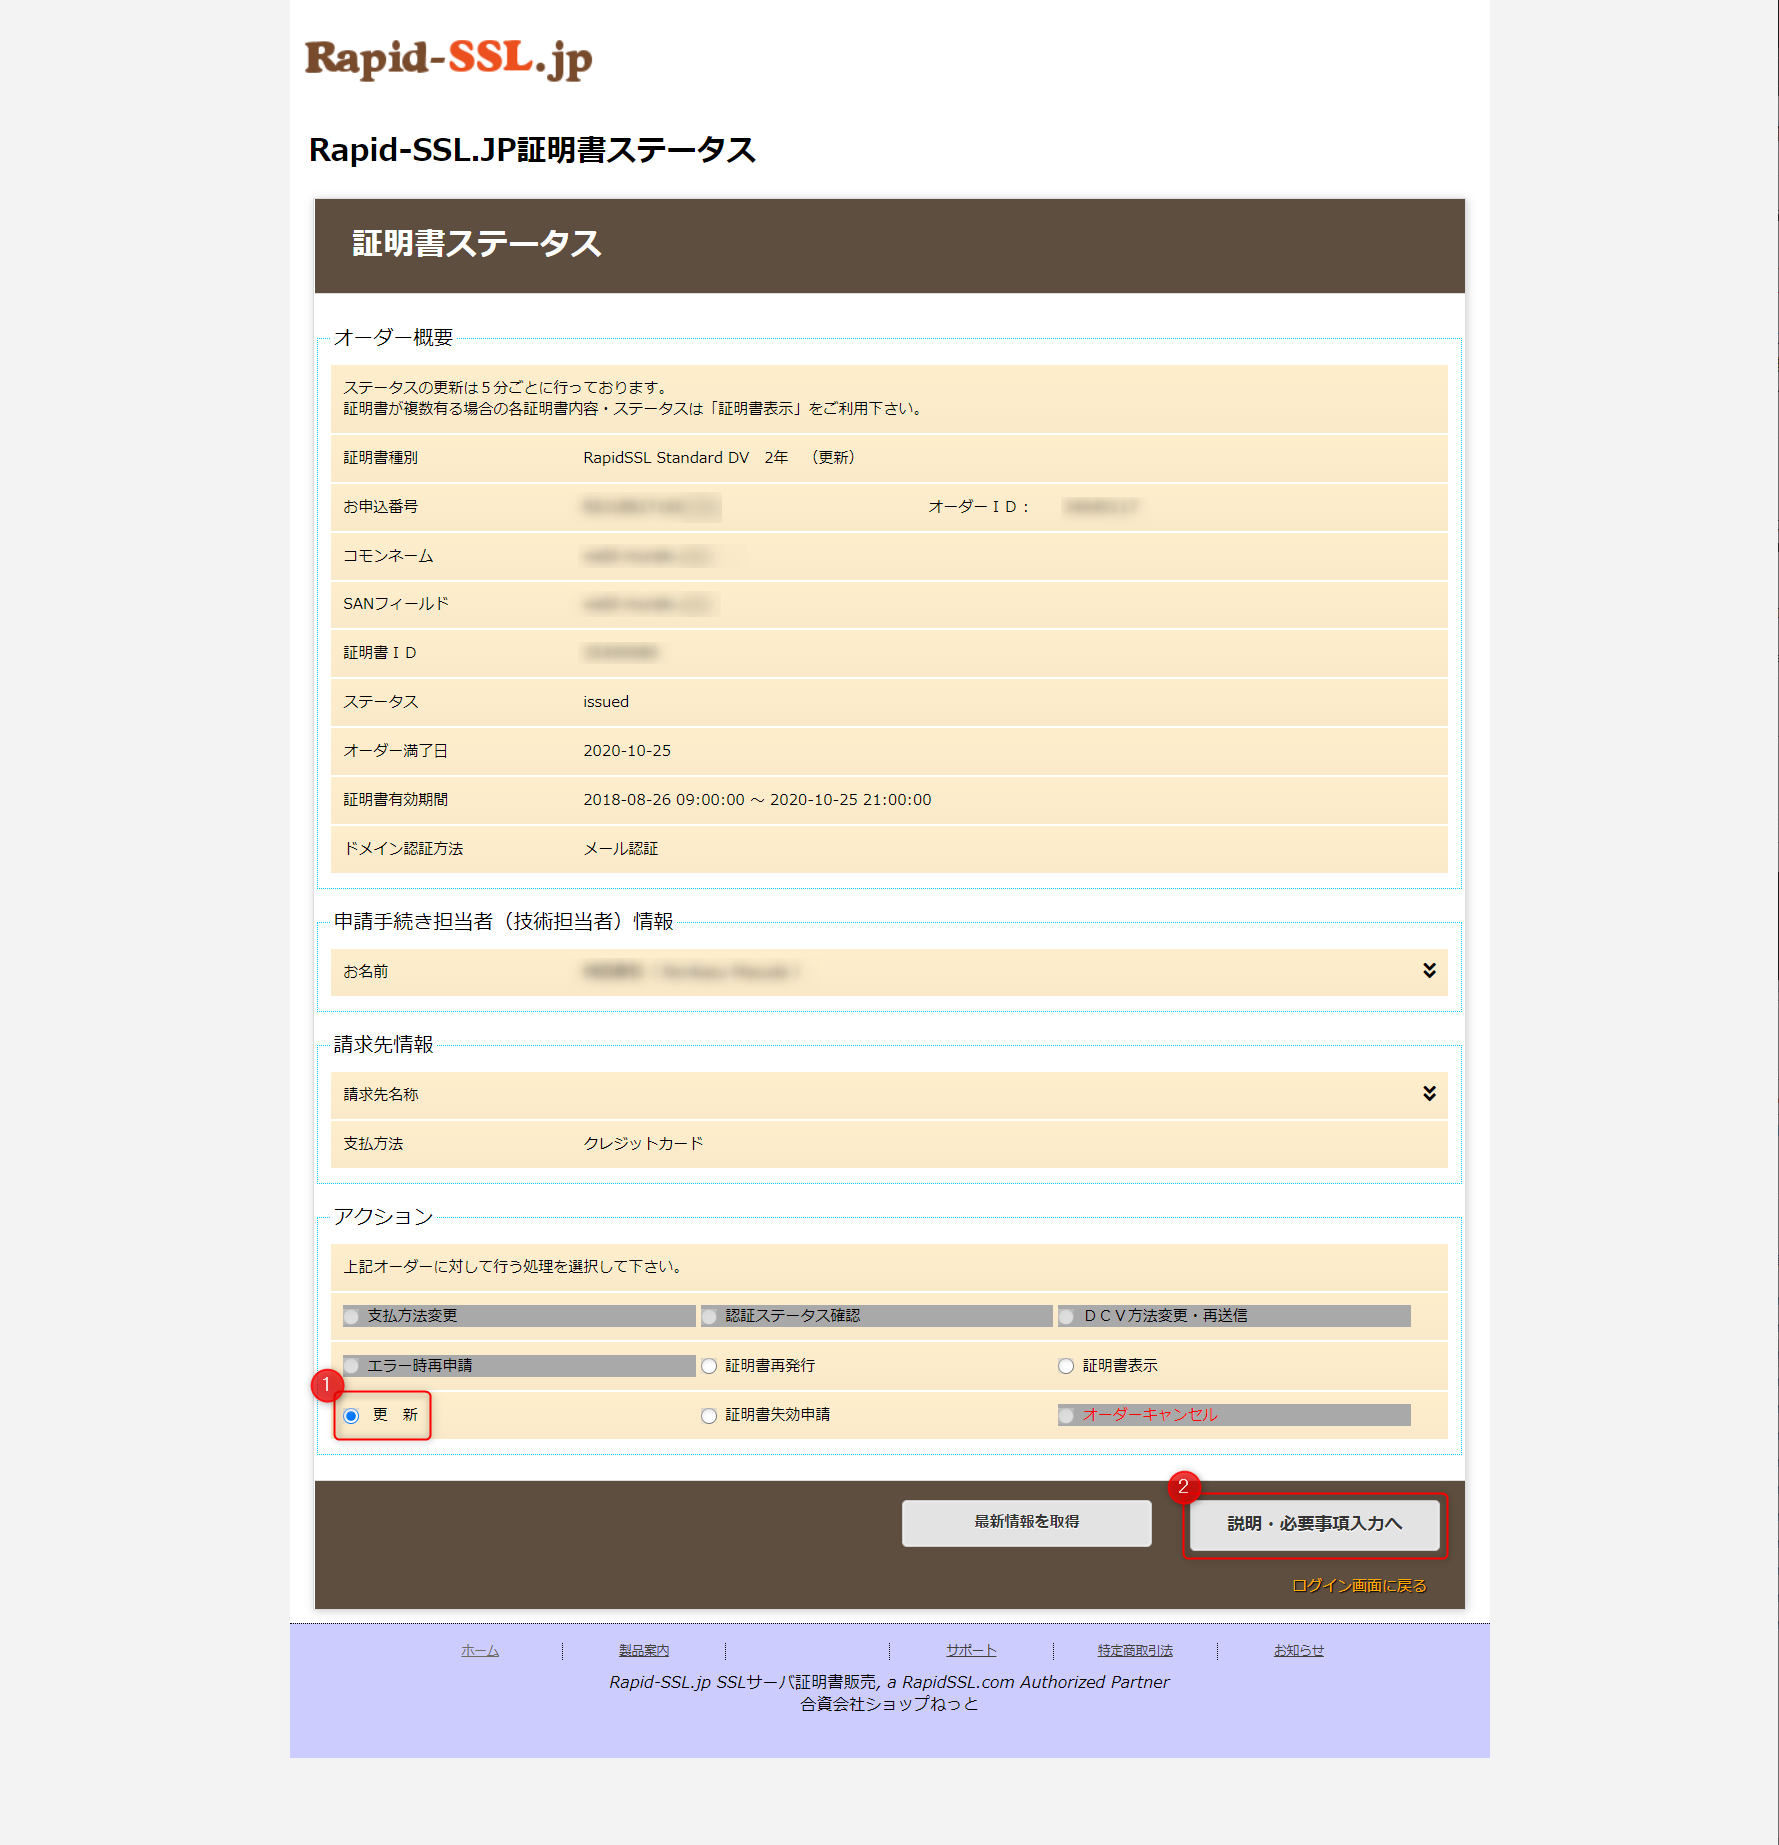 Rapid-SSL.jp
Rapid-SSL.JP証明書ステータス
証明書ステータス
オーダー概要
ステータスの更新は５分ごとに行っております。
証明書が複数有る場合の各証明書内容・ステータスは「証明書表示」をご利用下さい。
証明書種別 RapidSSL Standard DV 2年 （更新）
お申込番号 オーダーＩＤ：
コモンネーム
SANフィールド
証明書ＩＤ
ステータス issued
オーダー満了日 2020-10-25
証明書有効期間 2018-08-26 09:00:00 ～ 2020-10-25 21:00:00
ドメイン認証方法 メール認証
申請手続き担当者（技術担当者）情報
お名前
請求先情報
請求先名称
支払方法 クレジットカード
アクション
上記オーダーに対して行う処理を選択して下さい。
支払方法変更 認証ステータス確認 ＤＣＶ方法変更・再送信
エラー時再申請 証明書再発行 証明書表示
1
更　新 証明書失効申請 オーダーキャンセル
2
最新情報を取得 説明・必要事項入力へ
ログイン画面に戻る
ホーム 製品案内 サポート 特定商取引法 お知らせ
Rapid-SSL.jp SSLサーバ証明書販売, a RapidSSL.com Authorized Partner
合資会社ショップねっと